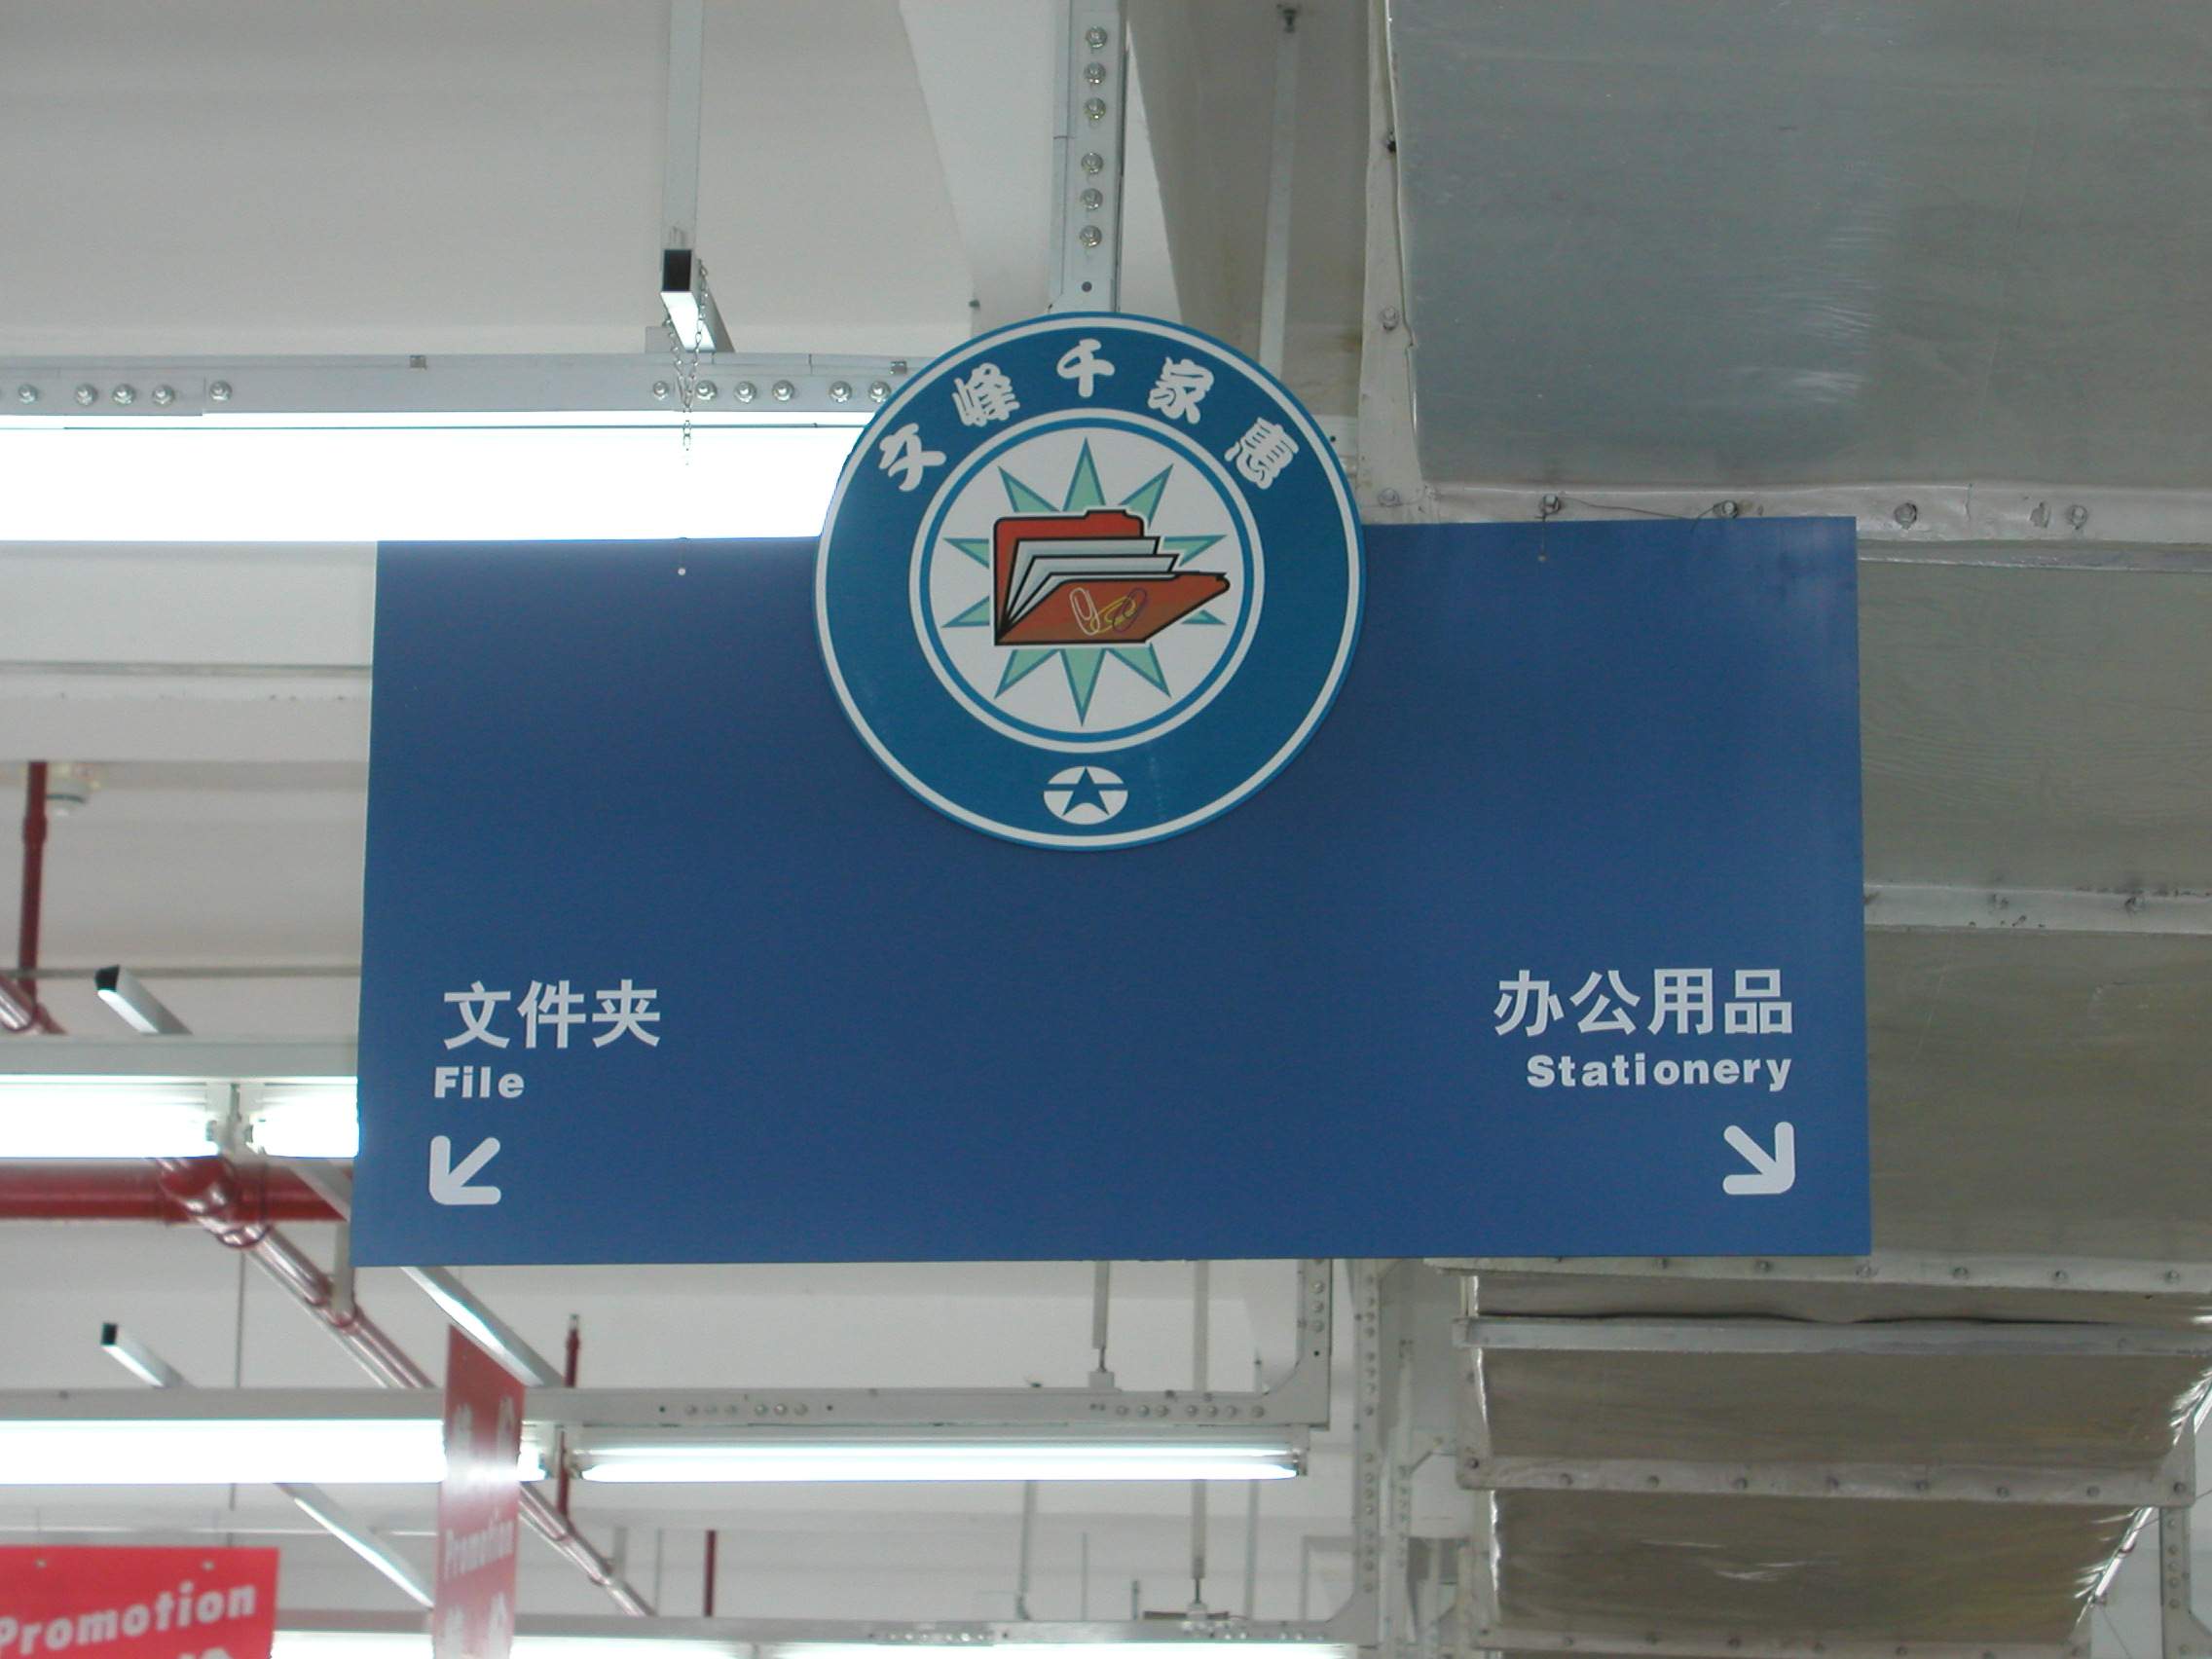 文峰千家惠
文件夹
File
办公用品
Stationery
Promotion
Promotion